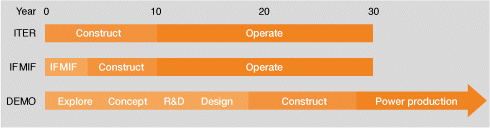 Year 0 10 20 30
ITER Construct Operate
IFMIF IFMIF Construct Operate
DEMO Explore Concept R&D Design Construct Power production